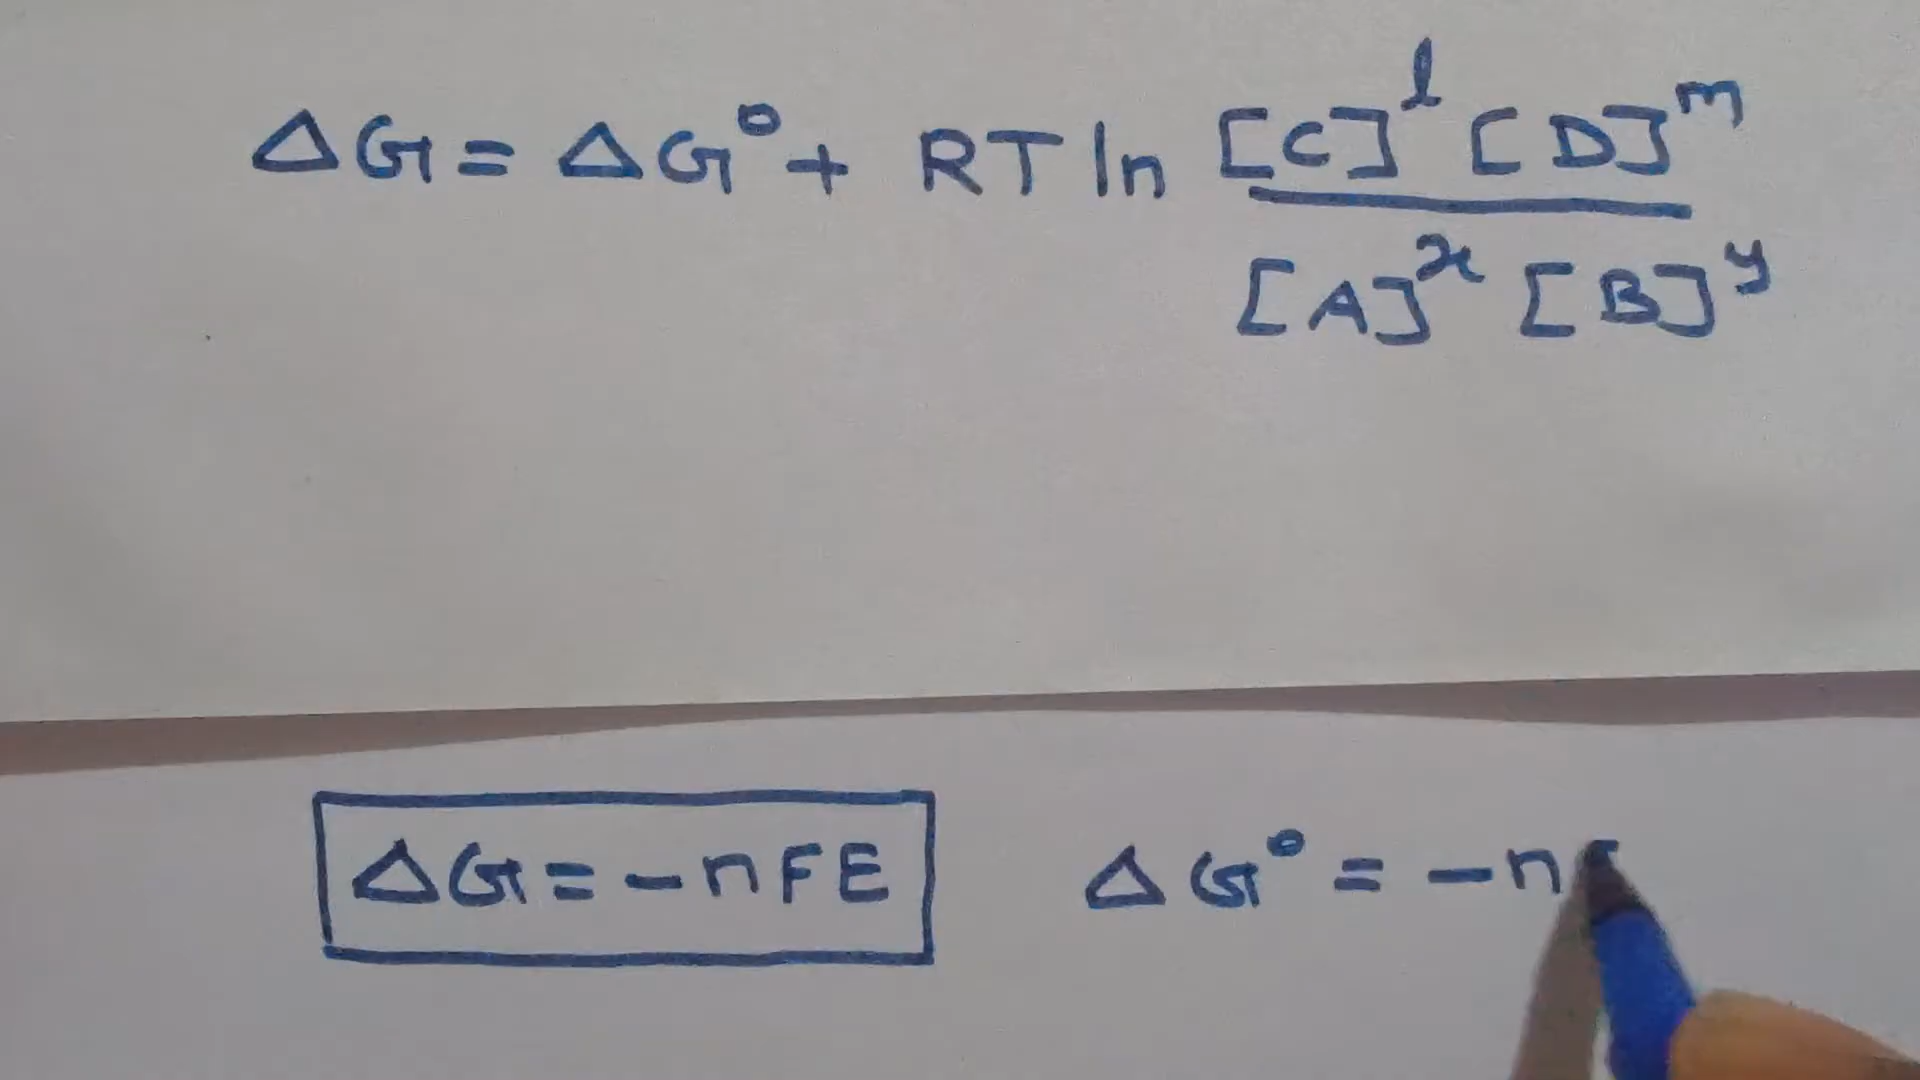 ΔG = ΔG° + RT ln [C]^l [D]^m
[A]^x [B]^y
ΔG = -nFE ΔG° = -n